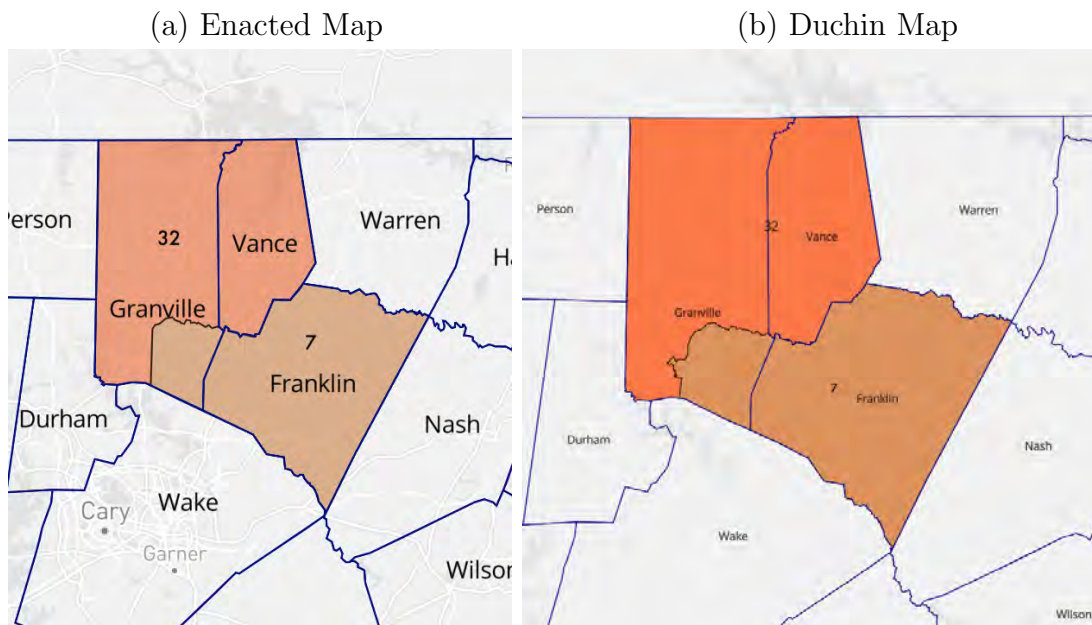 (a) Enacted Map
(b) Duchin Map
Person
32
Vance
Warren
Granville
7
Franklin
Durham
Nash
Wake
Cary
Garner
Person
32
Vance
Warren
Granville
7
Franklin
Durham
Nash
Wake
Wilson